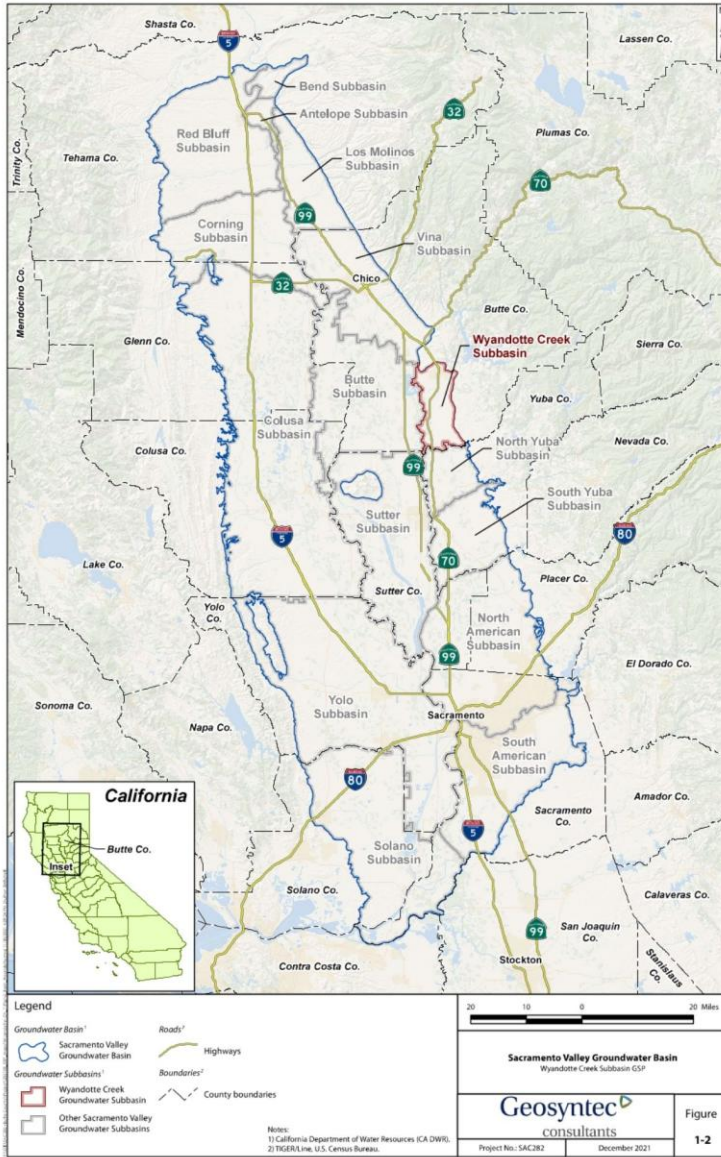 Shasta Co.
5
Lassen Co.
Bend Subbasin
Antelope Subbasin
32
Red Bluff
Subbasin
Plumas Co.
Trinity Co.
Tehama Co.
Los Molinos
Subbasin
70
99
Corning
Subbasin
Vina
Subbasin
Chico
32
Mendocino Co.
Butte Co.
Glenn Co.
Sierra Co.
Wyandotte Creek
Subbasin
Butte
Subbasin
Yuba Co.
Colusa
Subbasin
Nevada Co.
Colusa Co.
North Yuba
Subbasin
99
South Yuba
Subbasin
Sutter
Subbasin
80
5
70
Lake Co.
Placer Co.
Sutter Co.
Yolo
Co.
North
American
Subbasin
99
El Dorado Co.
Yolo
Subbasin
Sonoma Co.
Sacramento
Napa Co.
South
American
Subbasin
80
California
Amador Co.
Sacramento
Co.
5
Butte Co.
Inset
Solano
Subbasin
Solano Co.
Calaveras Co.
San Joaquin
Co.
99
Contra Costa Co.
Stockton
Stanislaus
Co.
Legend
Groundwater Basin¹
Sacramento Valley
Groundwater Basin
Groundwater Subbasins¹
Wyandotte Creek
Groundwater Subbasin
Other Sacramento Valley
Groundwater Subbasins
Roads²
Highways
Boundaries²
County boundaries
Notes:
1) California Department of Water Resources (CA DWR).
2) TIGER/Line, U.S. Census Bureau.
20 10 0 20 Miles
Sacramento Valley Groundwater Basin
Wyandotte Creek Subbasin GSP
Geosyntec
consultants
Project No.: SAC282
December 2021
Figure
1-2